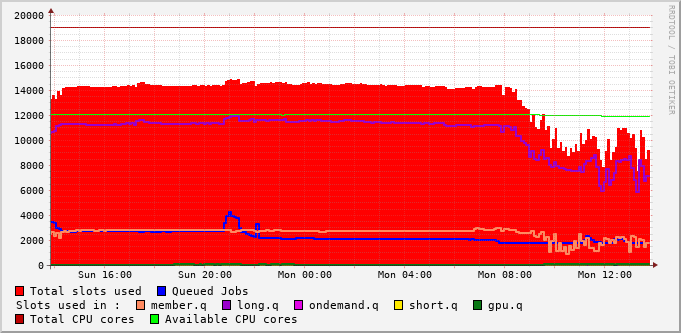 20000
18000
16000
14000
12000
10000
8000
6000
4000
2000
0
Sun 16:00 Sun 20:00 Mon 00:00 Mon 04:00 Mon 08:00 Mon 12:00
Total slots used Queued Jobs
Slots used in : member.q long.q ondemand.q short.q gpu.q
Total CPU cores Available CPU cores
RRDTOOL / TOBI OETIKER